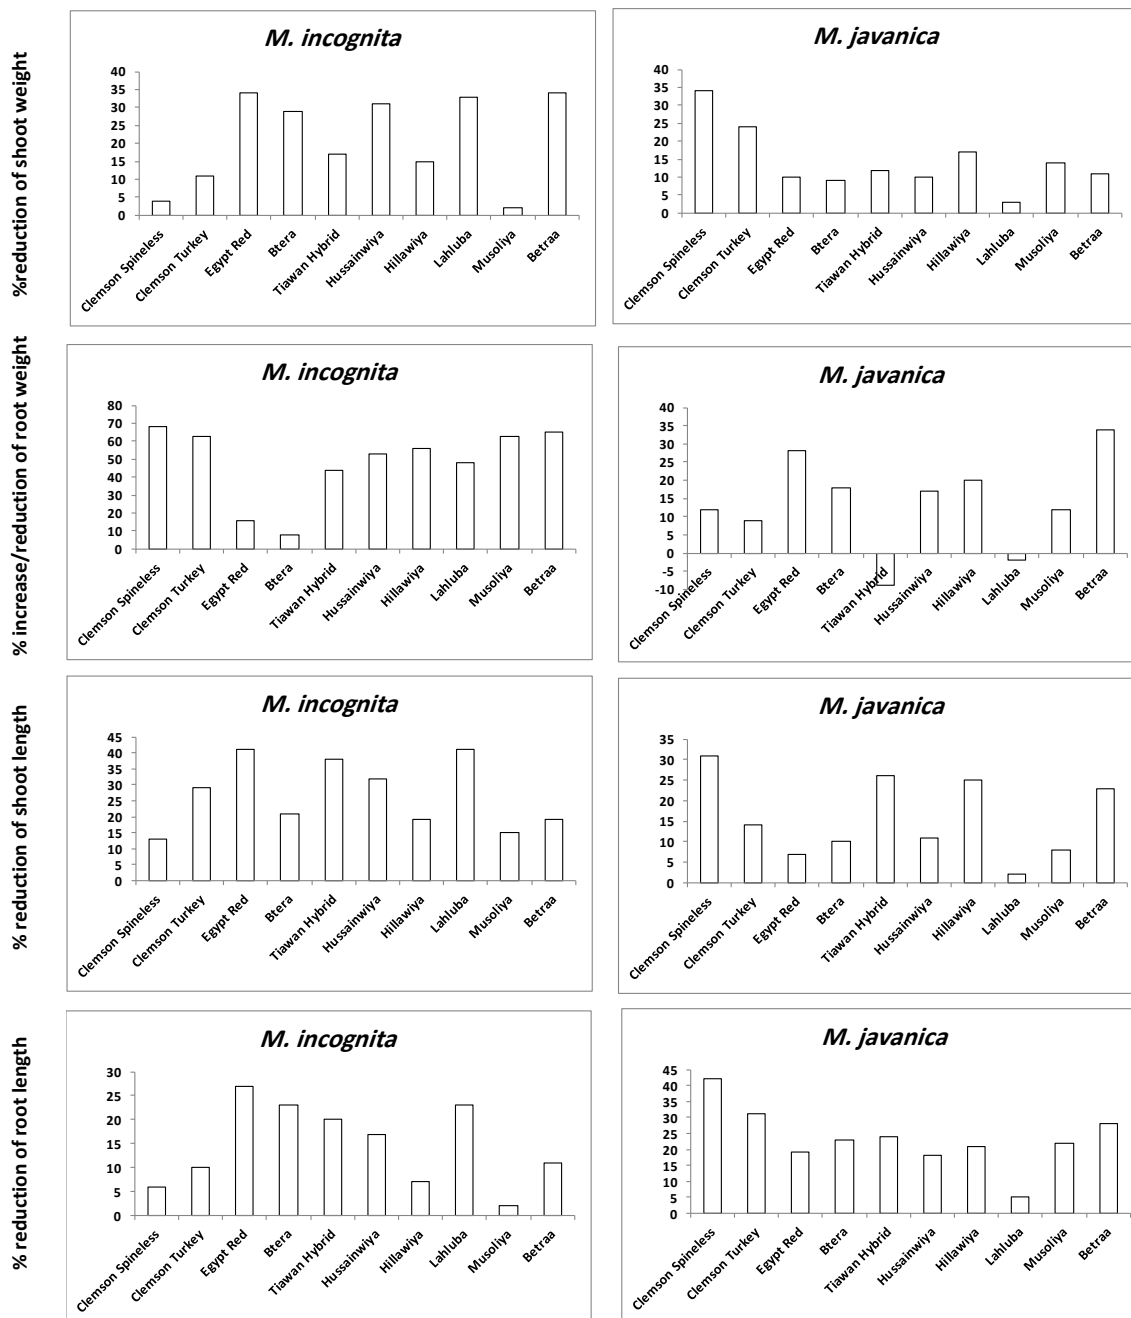 %reduction of shoot weight
M. incognita
40
35
30
25
20
15
10
5
0
Clemson Spineless
Clemson Turkey
Egypt Red
Btera
Tiawan Hybrid
Hussainwiya
Hillawiya
Lahluba
Musoliya
Betraa
M. javanica
40
35
30
25
20
15
10
5
0
Clemson Spineless
Clemson Turkey
Egypt Red
Btera
Tiawan Hybrid
Hussainwiya
Hillawiya
Lahluba
Musoliya
Betraa
% increase/reduction of root weight
M. incognita
80
70
60
50
40
30
20
10
0
Clemson Spineless
Clemson Turkey
Egypt Red
Btera
Tiawan Hybrid
Hussainwiya
Hillawiya
Lahluba
Musoliya
Betraa
M. javanica
40
35
30
25
20
15
10
5
0
-5
-10
Clemson Spineless
Clemson Turkey
Egypt Red
Btera
Tiawan Hybrid
Hussainwiya
Hillawiya
Lahluba
Musoliya
Betraa
% reduction of shoot length
M. incognita
45
40
35
30
25
20
15
10
5
0
Clemson Spineless
Clemson Turkey
Egypt Red
Btera
Tiawan Hybrid
Hussainwiya
Hillawiya
Lahluba
Musoliya
Betraa
M. javanica
35
30
25
20
15
10
5
0
Clemson Spineless
Clemson Turkey
Egypt Red
Btera
Tiawan Hybrid
Hussainwiya
Hillawiya
Lahluba
Musoliya
Betraa
% reduction of root length
M. incognita
30
25
20
15
10
5
0
Clemson Spineless
Clemson Turkey
Egypt Red
Btera
Tiawan Hybrid
Hussainwiya
Hillawiya
Lahluba
Musoliya
Betraa
M. javanica
45
40
35
30
25
20
15
10
5
0
Clemson Spineless
Clemson Turkey
Egypt Red
Btera
Tiawan Hybrid
Hussainwiya
Hillawiya
Lahluba
Musoliya
Betraa